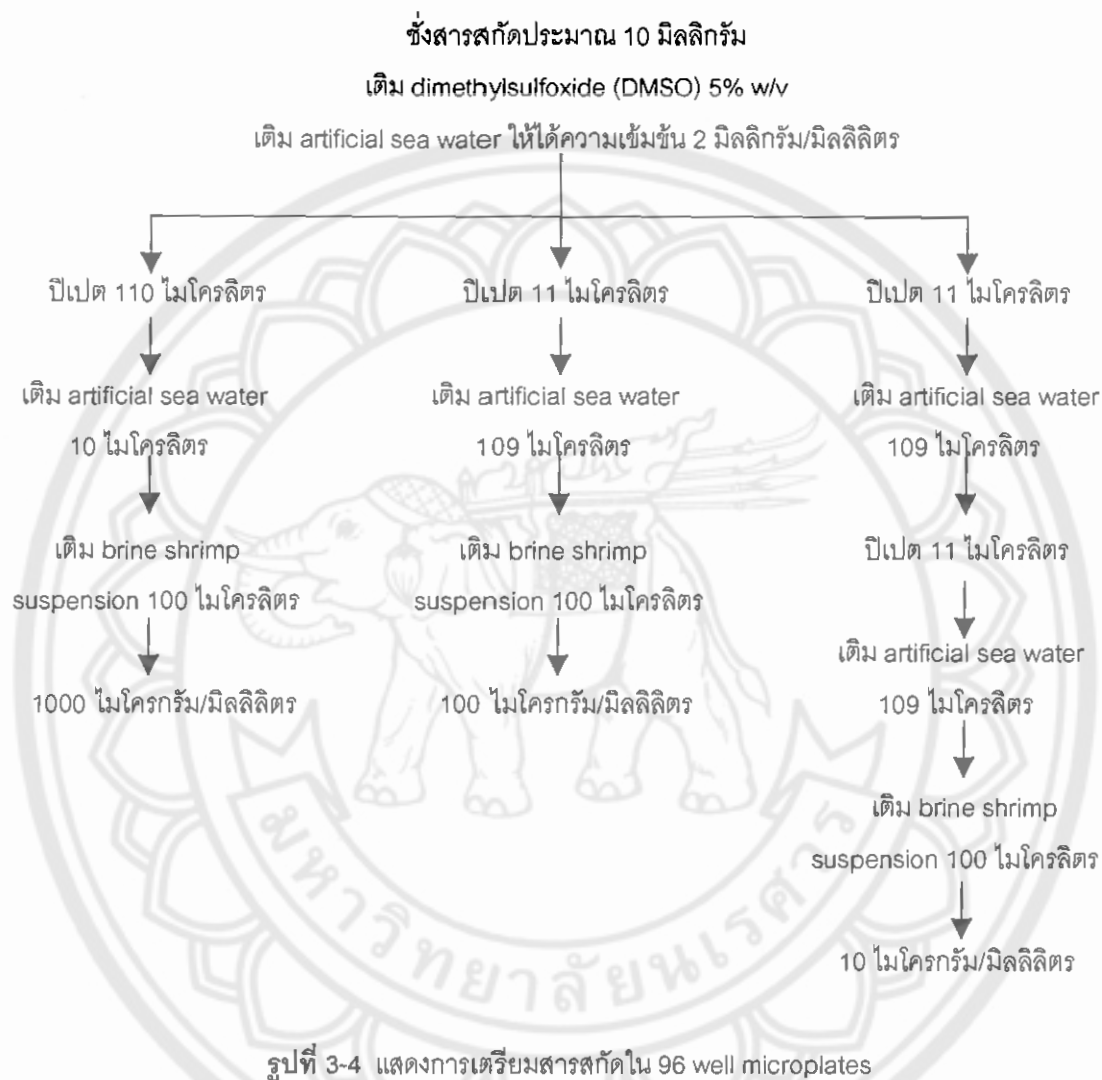 ชั่งสารสกัดประมาณ 10 มิลลิกรัม
เติม dimethylsulfoxide (DMSO) 5% w/v
เติม artificial sea water ให้ได้ความเข้มข้น 2 มิลลิกรัม/มิลลิลิตร
ปิเปต 110 ไมโครลิตร
เติม artificial sea water
10 ไมโครลิตร
เติม brine shrimp
suspension 100 ไมโครลิตร
1000 ไมโครกรัม/มิลลิลิตร
ปิเปต 11 ไมโครลิตร
เติม artificial sea water
109 ไมโครลิตร
เติม brine shrimp
suspension 100 ไมโครลิตร
100 ไมโครกรัม/มิลลิลิตร
ปิเปต 11 ไมโครลิตร
เติม artificial sea water
109 ไมโครลิตร
ปิเปต 11 ไมโครลิตร
เติม artificial sea water
109 ไมโครลิตร
เติม brine shrimp
suspension 100 ไมโครลิตร
10 ไมโครกรัม/มิลลิลิตร
มหาวิทยาลัยนเรศวร
รูปที่ 3-4 แสดงการเตรียมสารสกัดใน 96 well microplates